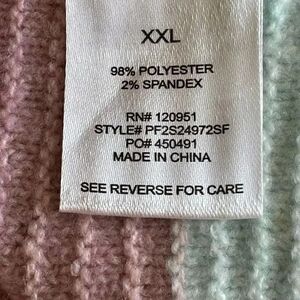 XXL
98% POLYESTER
2% SPANDEX
RN# 120951
STYLE# PF2S24972SF
PO# 450491
MADE IN CHINA
SEE REVERSE FOR CARE